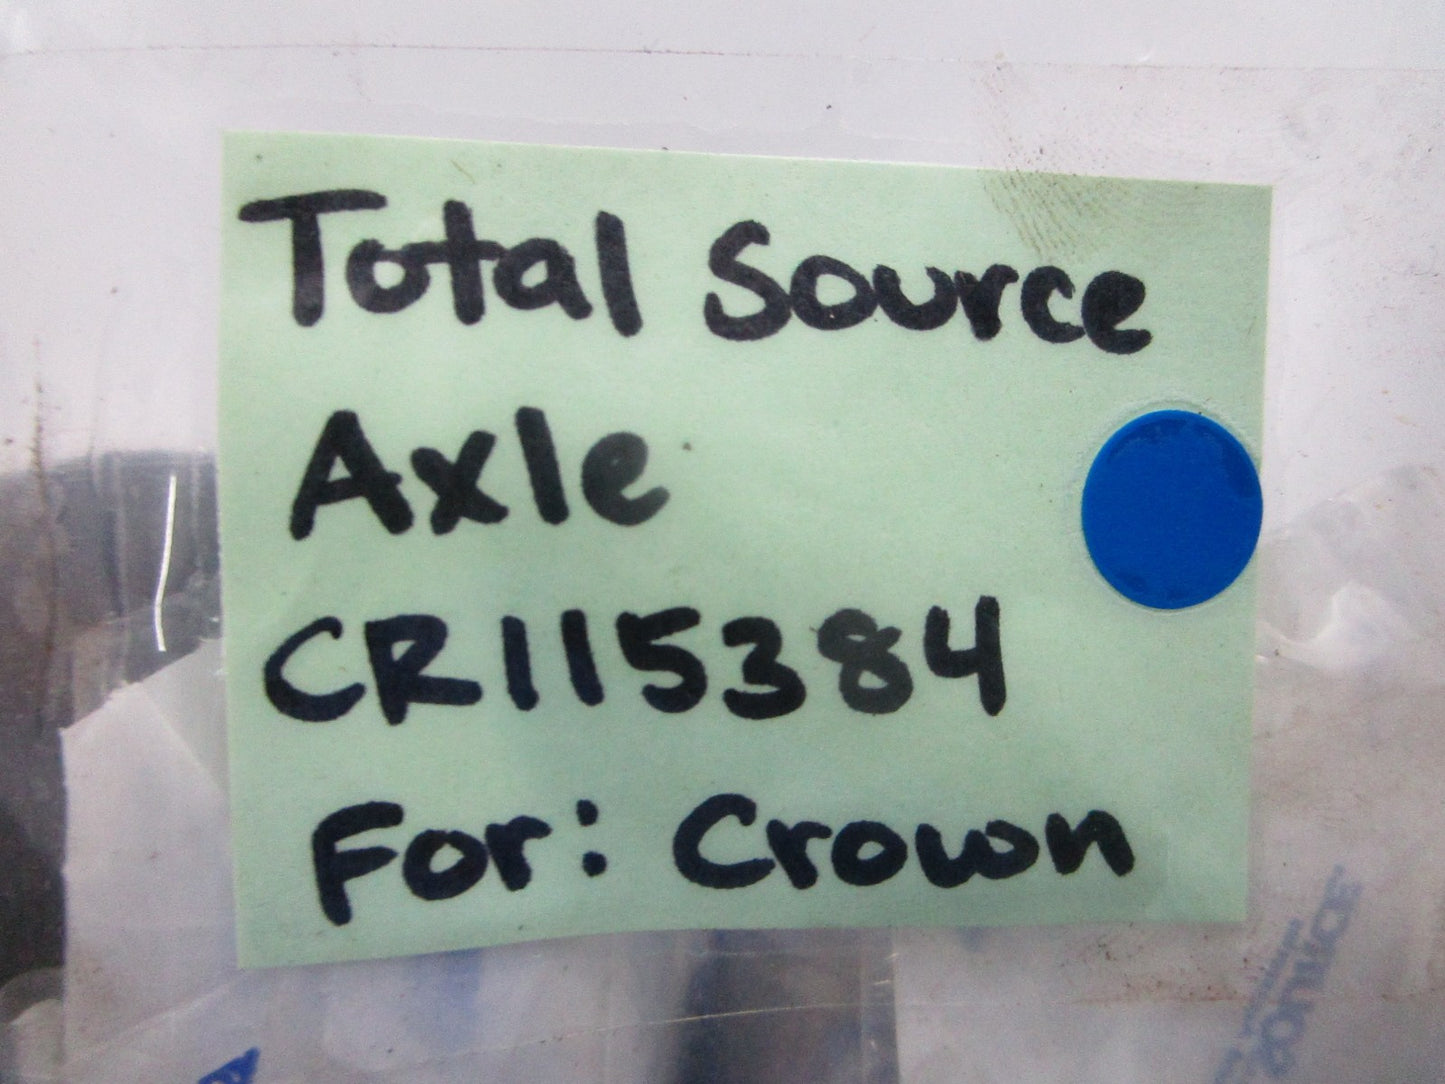 Total Source
Axle
CR115384
For: Crown